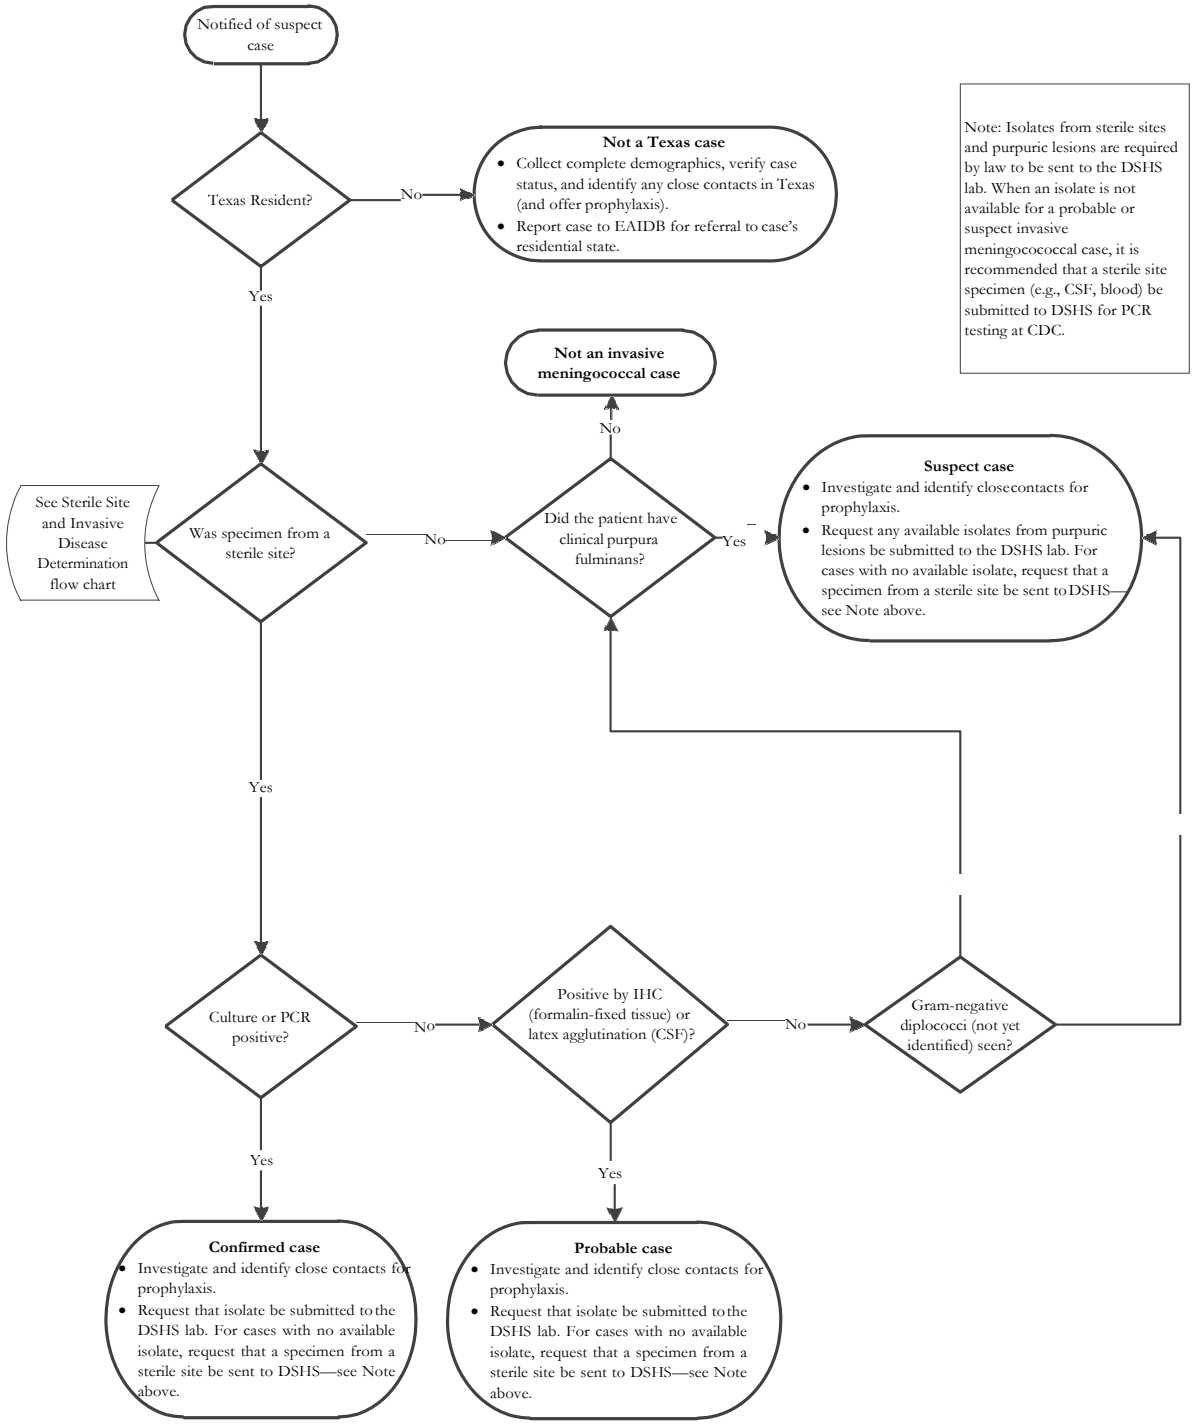 Notified of suspect
case
Texas Resident?
No
Not a Texas case
• Collect complete demographics, verify case
status, and identify any close contacts in Texas
(and offer prophylaxis).
• Report case to EAIDB for referral to case's
residential state.
Note: Isolates from sterile sites
and purpuric lesions are required
by law to be sent to the DSHS
lab. When an isolate is not
available for a probable or
suspect invasive
meningocococcal case, it is
recommended that a sterile site
specimen (e.g., CSF, blood) be
submitted to DSHS for PCR
testing at CDC.
Yes
Not an invasive
meningococcal case
No
See Sterile Site
and Invasive
Disease
Determination
flow chart
Was specimen from a
sterile site?
No
Did the patient have
clinical purpura
fulminans?
Yes
Suspect case
• Investigate and identify close contacts for
prophylaxis.
• Request any available isolates from purpuric
lesions be submitted to the DSHS lab. For
cases with no available isolate, request that a
specimen from a sterile site be sent to DSHS—
see Note above.
Yes
Culture or PCR
positive?
No
Positive by IHC
(formalin-fixed tissue) or
latex agglutination (CSF)?
No
Gram-negative
diplococci (not yet
identified) seen?
Yes
Yes
Confirmed case
• Investigate and identify close contacts for
prophylaxis.
• Request that isolate be submitted to the
DSHS lab. For cases with no available
isolate, request that a specimen from a
sterile site be sent to DSHS—see Note
above.
Probable case
• Investigate and identify close contacts for
prophylaxis.
• Request that isolate be submitted to the
DSHS lab. For cases with no available
isolate, request that a specimen from a
sterile site be sent to DSHS—see Note
above.